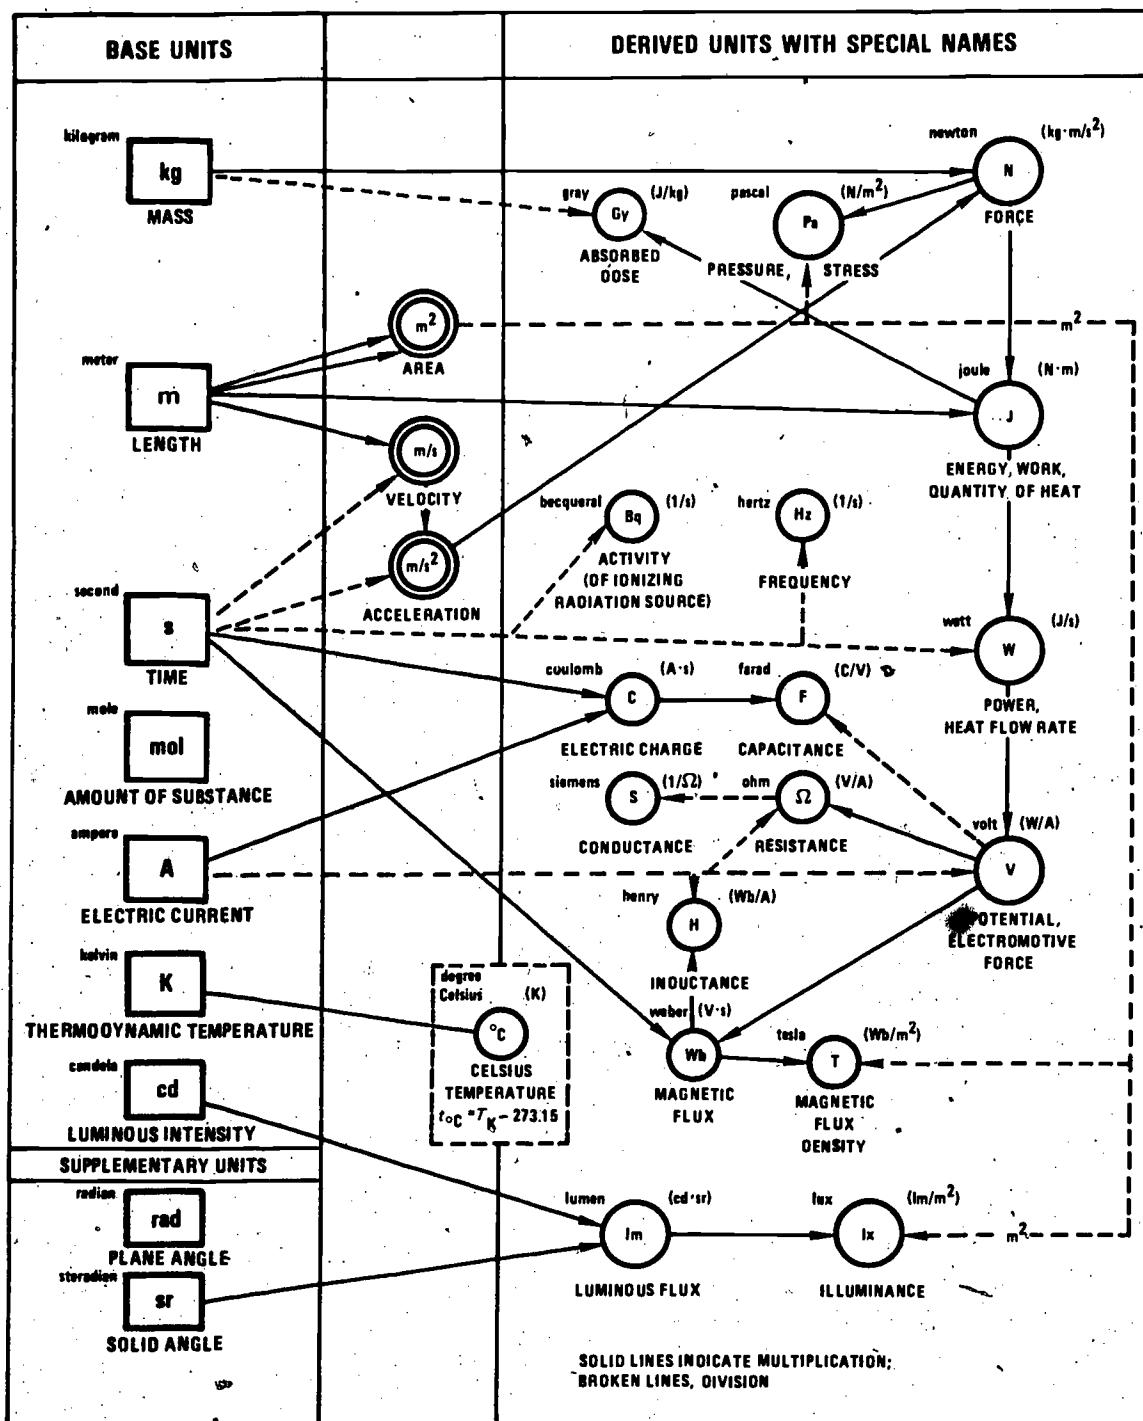 BASE UNITS
DERIVED UNITS WITH SPECIAL NAMES
kilogram
kg
MASS
newton
(kg·m/s²)
N
FORCE
gray
(J/kg)
Gy
ABSORBED
DOSE
pascal
(N/m²)
Pa
PRESSURE,
STRESS
m²
AREA
m²
meter
m
LENGTH
joule
(N·m)
J
ENERGY, WORK,
QUANTITY OF HEAT
m/s
VELOCITY
becqueral
(1/s)
Bq
ACTIVITY
(OF IONIZING
RADIATION SOURCE)
hertz
(1/s)
Hz
FREQUENCY
m/s²
ACCELERATION
second
s
TIME
watt
(J/s)
W
POWER,
HEAT FLOW RATE
coulomb
(A·s)
C
ELECTRIC CHARGE
farad
(C/V)
F
CAPACITANCE
mole
mol
AMOUNT OF SUBSTANCE
siemens
(1/Ω)
S
CONDUCTANCE
ohm
(V/A)
Ω
RESISTANCE
volt
(W/A)
V
POTENTIAL,
ELECTROMOTIVE
FORCE
ampere
A
ELECTRIC CURRENT
henry
(Wb/A)
H
INDUCTANCE
kelvin
K
THERMODYNAMIC TEMPERATURE
degree
Celsius
(K)
°C
CELSIUS
TEMPERATURE
t°C = TK – 273.15
weber
(V·s)
Wb
MAGNETIC
FLUX
tesla
(Wb/m²)
T
MAGNETIC
FLUX
DENSITY
candela
cd
LUMINOUS INTENSITY
SUPPLEMENTARY UNITS
radian
rad
PLANE ANGLE
lumen
(cd·sr)
lm
LUMINOUS FLUX
lux
(lm/m²)
lx
ILLUMINANCE
m²
steradian
sr
SOLID ANGLE
SOLID LINES INDICATE MULTIPLICATION;
BROKEN LINES, DIVISION